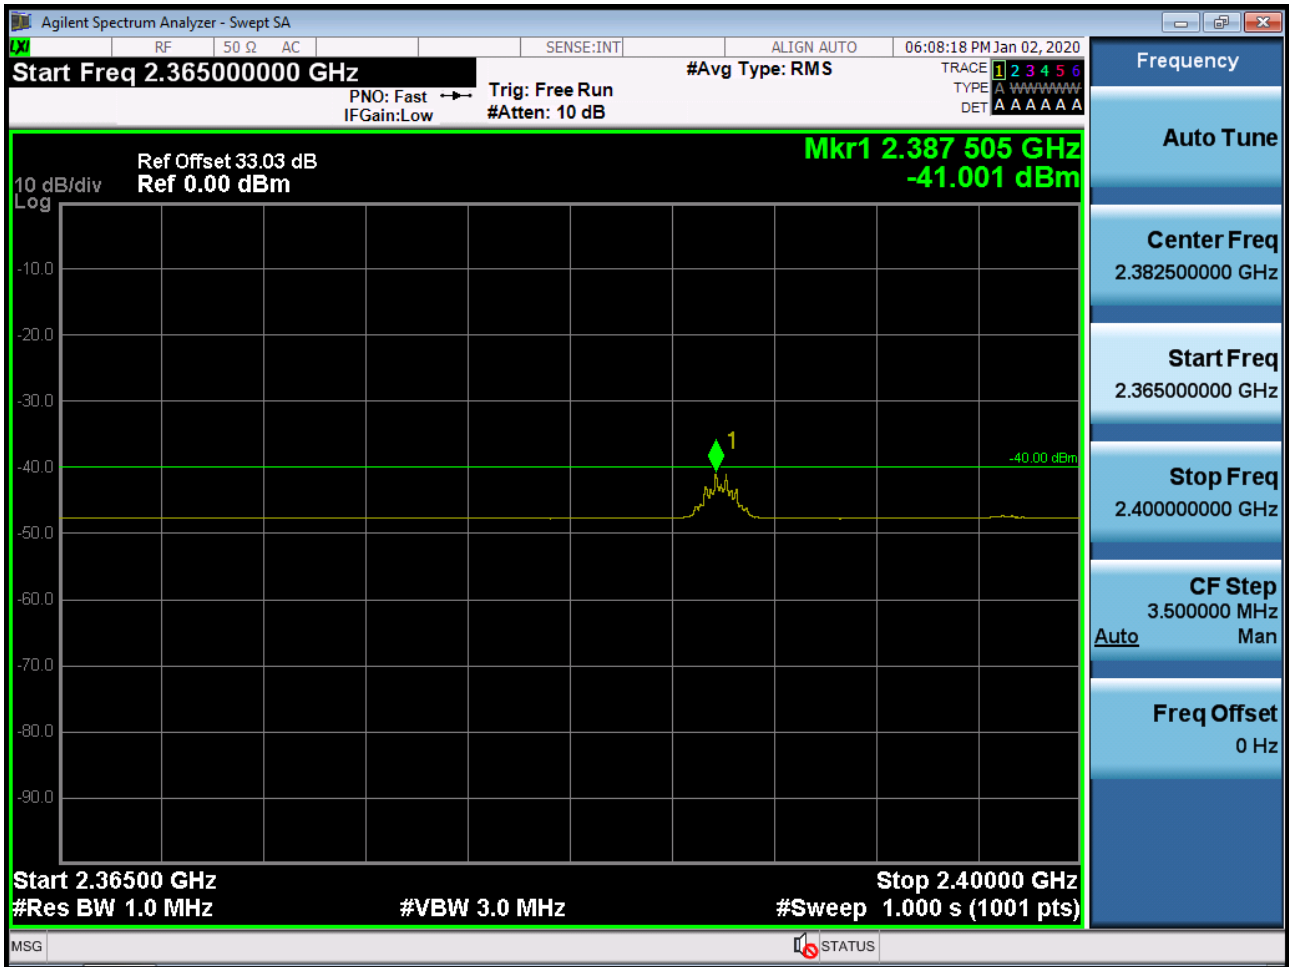 Agilent Spectrum Analyzer - Swept SA
LXI RF 50 Ω AC SENSE:INT ALIGN AUTO 06:08:18 PM Jan 02, 2020
Start Freq 2.365000000 GHz
PNO: Fast
IFGain:Low
Trig: Free Run
#Atten: 10 dB
#Avg Type: RMS
TRACE 1 2 3 4 5 6
TYPE A WWWWW
DET A A A A A A
Mkr1 2.387 505 GHz
-41.001 dBm
Ref Offset 33.03 dB
Ref 0.00 dBm
10 dB/div
Log
-10.0
-20.0
-30.0
1
-40.0
-40.00 dBm
-50.0
-60.0
-70.0
-80.0
-90.0
Start 2.36500 GHz
Stop 2.40000 GHz
#Res BW 1.0 MHz
#VBW 3.0 MHz
#Sweep 1.000 s (1001 pts)
MSG
STATUS
Frequency
Auto Tune
Center Freq
2.382500000 GHz
Start Freq
2.365000000 GHz
Stop Freq
2.400000000 GHz
CF Step
3.500000 MHz
Auto Man
Freq Offset
0 Hz